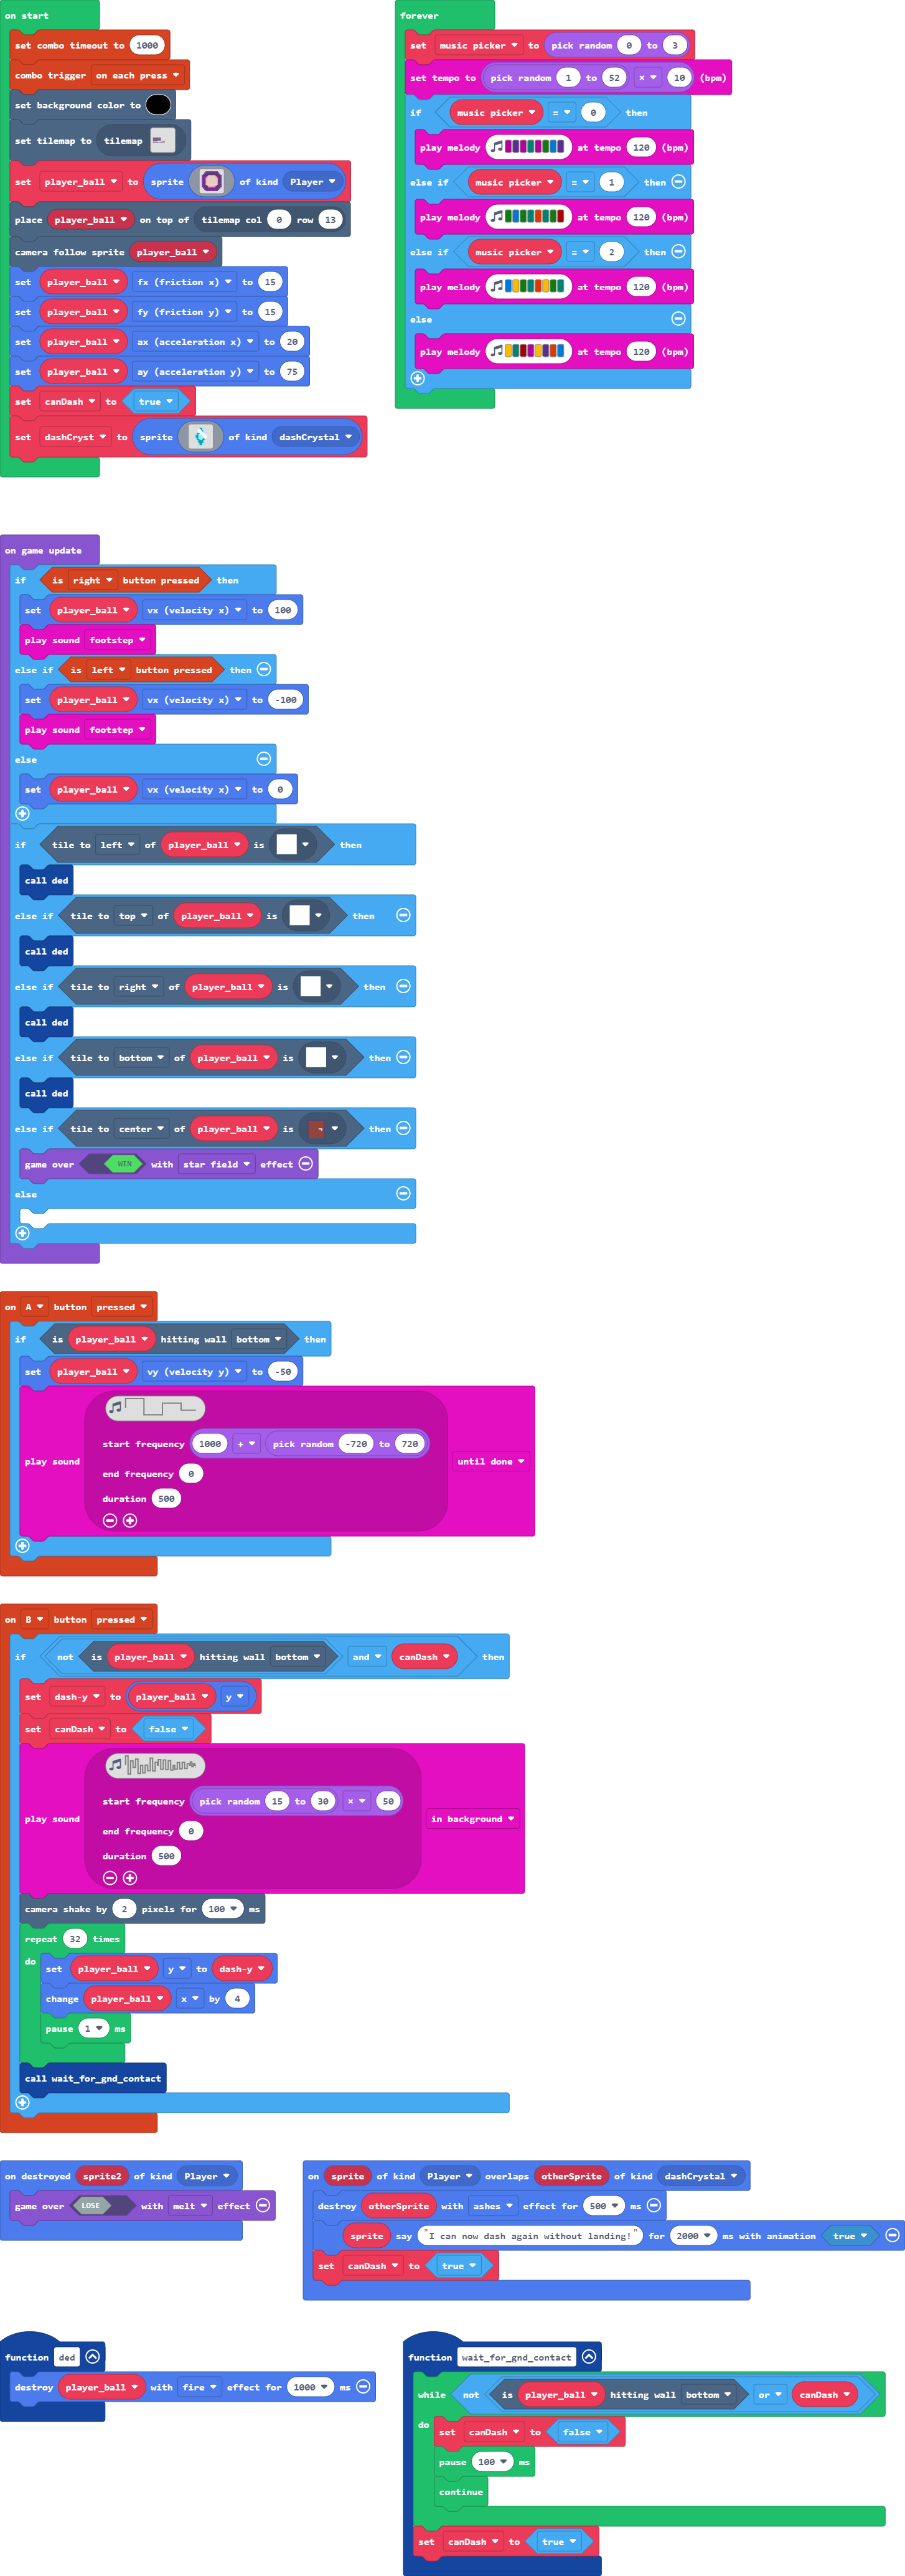 on start
set combo timeout to 1000
combo trigger on each press
set background color to
set tilemap to tilemap
set player_ball to sprite of kind Player
place player_ball on top of tilemap col 0 row 13
camera follow sprite player_ball
set player_ball fx (friction x) to 15
set player_ball fy (friction y) to 15
set player_ball ax (acceleration x) to 20
set player_ball ay (acceleration y) to 75
set canDash to true
set dashCryst to sprite of kind dashCrystal
forever
set music picker to pick random 0 to 3
set tempo to pick random 1 to 52 × 10 (bpm)
if music picker = 0 then
play melody at tempo 120 (bpm)
else if music picker = 1 then
play melody at tempo 120 (bpm)
else if music picker = 2 then
play melody at tempo 120 (bpm)
else
play melody at tempo 120 (bpm)
on game update
if is right button pressed then
set player_ball vx (velocity x) to 100
play sound footstep
else if is left button pressed then
set player_ball vx (velocity x) to -100
play sound footstep
else
set player_ball vx (velocity x) to 0
if tile to left of player_ball is then
call ded
else if tile to top of player_ball is then
call ded
else if tile to right of player_ball is then
call ded
else if tile to bottom of player_ball is then
call ded
else if tile to center of player_ball is then
game over WIN with star field effect
else
on A button pressed
if is player_ball hitting wall bottom then
set player_ball vy (velocity y) to -50
start frequency 1000 + pick random -720 to 720
play sound until done
end frequency 0
duration 500
on B button pressed
if not is player_ball hitting wall bottom and canDash then
set dash-y to player_ball y
set canDash to false
start frequency pick random 15 to 30 × 50
play sound in background
end frequency 0
duration 500
camera shake by 2 pixels for 100 ms
repeat 32 times
do set player_ball y to dash-y
change player_ball x by 4
pause 1 ms
call wait_for_gnd_contact
on destroyed sprite2 of kind Player
game over LOSE with melt effect
on sprite of kind Player overlaps otherSprite of kind dashCrystal
destroy otherSprite with ashes effect for 500 ms
sprite say "I can now dash again without landing!" for 2000 ms with animation true
set canDash to true
function ded
destroy player_ball with fire effect for 1000 ms
function wait_for_gnd_contact
while not is player_ball hitting wall bottom or canDash
do set canDash to false
pause 100 ms
continue
set canDash to true